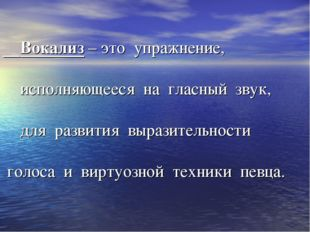 Вокализ – это упражнение,
исполняющееся на гласный звук,
для развития выразительности
голоса и виртуозной техники певца.